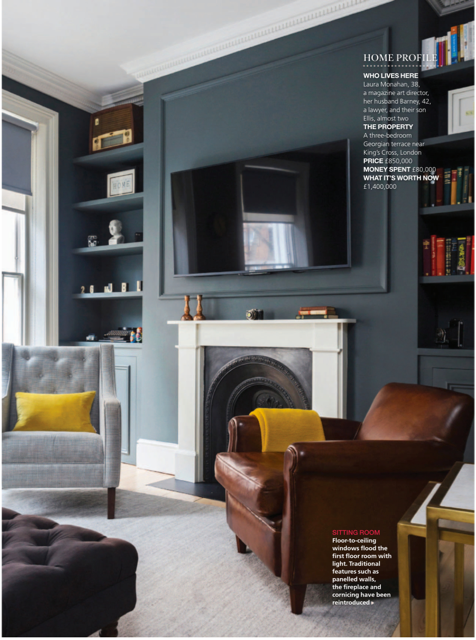 HOME PROFILE
WHO LIVES HERE
Laura Monahan, 38,
a magazine art director,
her husband Barney, 42,
a lawyer, and their son
Ellis, almost two
THE PROPERTY
A three-bedroom
Georgian terrace near
King's Cross, London
PRICE £850,000
MONEY SPENT £80,000
WHAT IT'S WORTH NOW
£1,400,000
HOME
SITTING ROOM
Floor-to-ceiling
windows flood the
first floor room with
light. Traditional
features such as
panelled walls,
the fireplace and
cornicing have been
reintroduced ▸